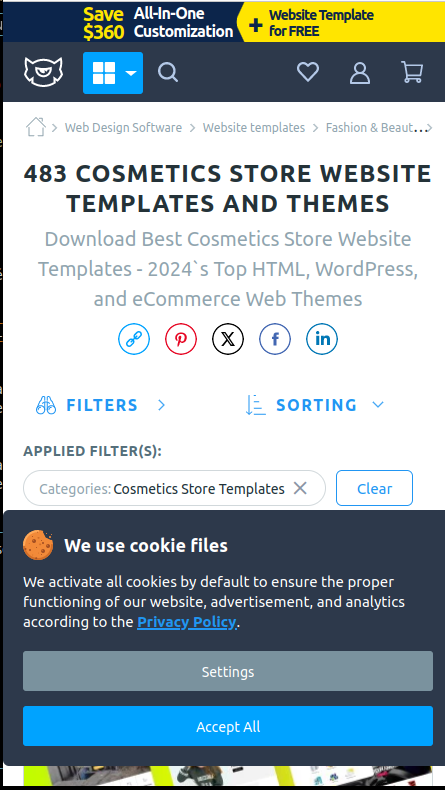 Save $360
All-In-One Customization
+ Website Template for FREE
Web Design Software > Website templates > Fashion & Beaut...
483 COSMETICS STORE WEBSITE
TEMPLATES AND THEMES
Download Best Cosmetics Store Website
Templates - 2024`s Top HTML, WordPress,
and eCommerce Web Themes
FILTERS
SORTING
APPLIED FILTER(S):
Categories: Cosmetics Store Templates
Clear
We use cookie files
We activate all cookies by default to ensure the proper
functioning of our website, advertisement, and analytics
according to the Privacy Policy.
Settings
Accept All